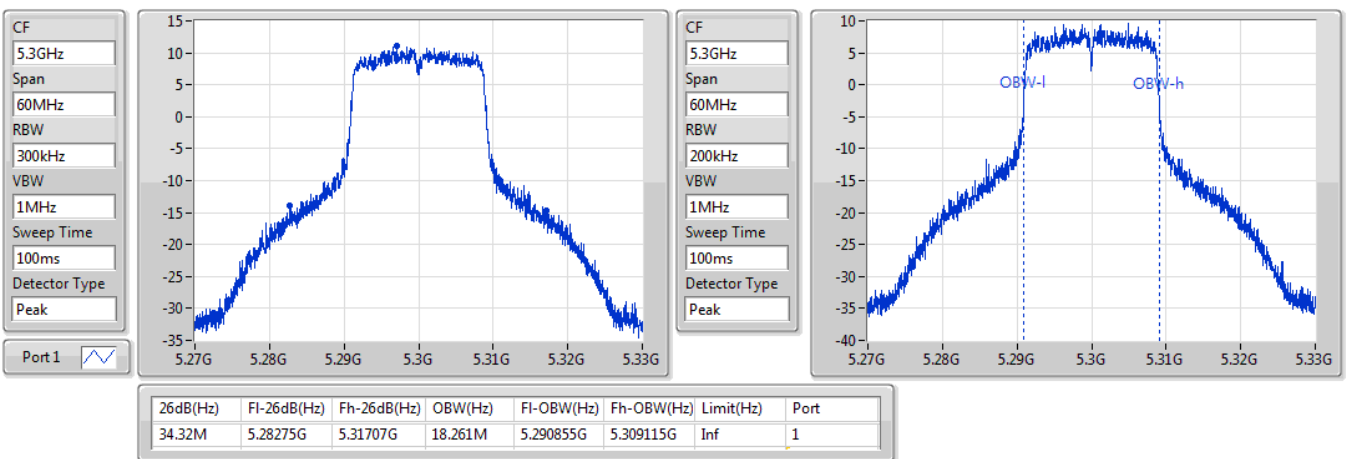 CF
5.3GHz
Span
60MHz
RBW
300kHz
VBW
1MHz
Sweep Time
100ms
Detector Type
Peak
Port 1
15
10
5
0
-5
-10
-15
-20
-25
-30
-35
5.27G 5.28G 5.29G 5.3G 5.31G 5.32G 5.33G
CF
5.3GHz
Span
60MHz
RBW
200kHz
VBW
1MHz
Sweep Time
100ms
Detector Type
Peak
10
5
0
-5
-10
-15
-20
-25
-30
-35
-40
OBW-l OBW-h
5.27G 5.28G 5.29G 5.3G 5.31G 5.32G 5.33G
26dB(Hz) Fl-26dB(Hz) Fh-26dB(Hz) OBW(Hz) Fl-OBW(Hz) Fh-OBW(Hz) Limit(Hz) Port
34.32M 5.28275G 5.31707G 18.261M 5.290855G 5.309115G Inf 1